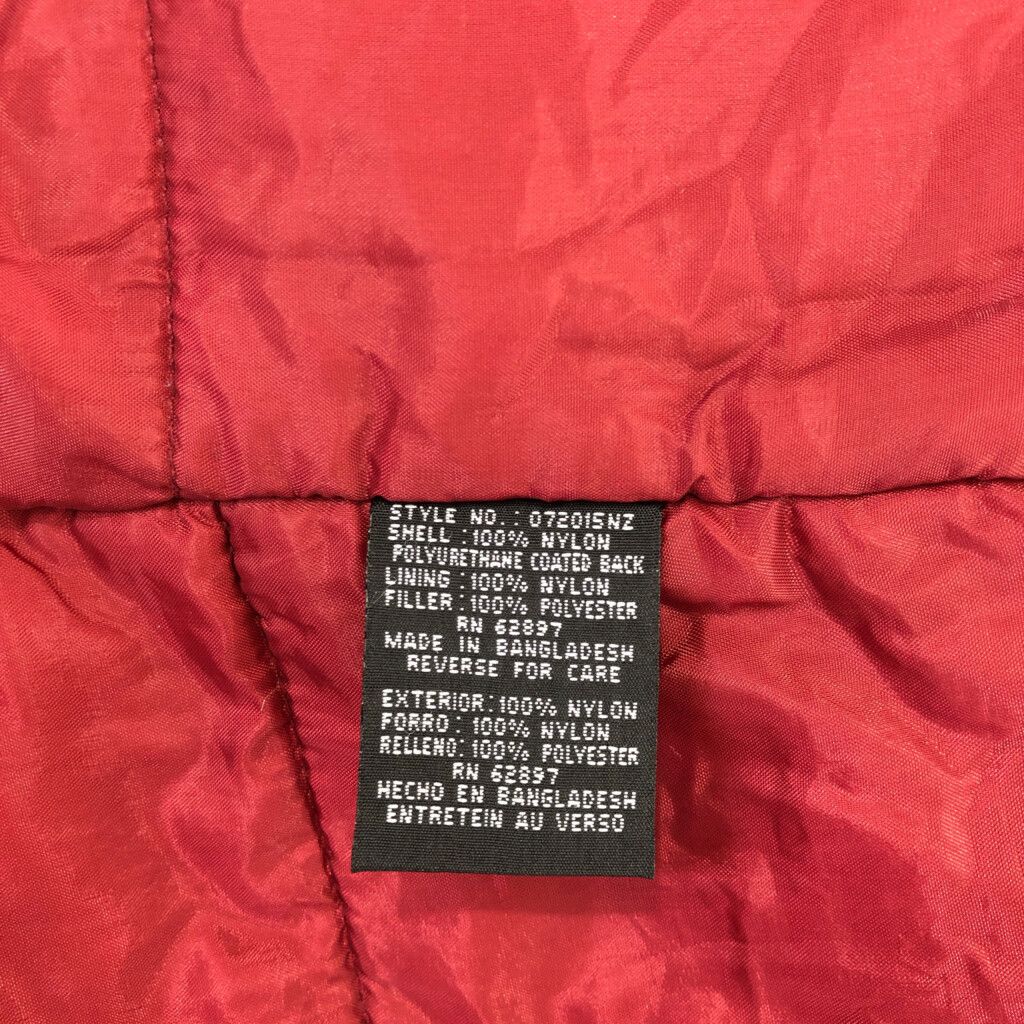 STYLE NO.: 072015NZ
SHELL :100% NYLON
POLYURETHANE COATED BACK
LINING :100% NYLON
FILLER :100% POLYESTER
RN 62897
MADE IN BANGLADESH
REVERSE FOR CARE
EXTERIOR:100% NYLON
FORRO: 100% NYLON
RELLENO:100% POLYESTER
RN 62897
HECHO EN BANGLADESH
ENTRETEIN AU VERSO